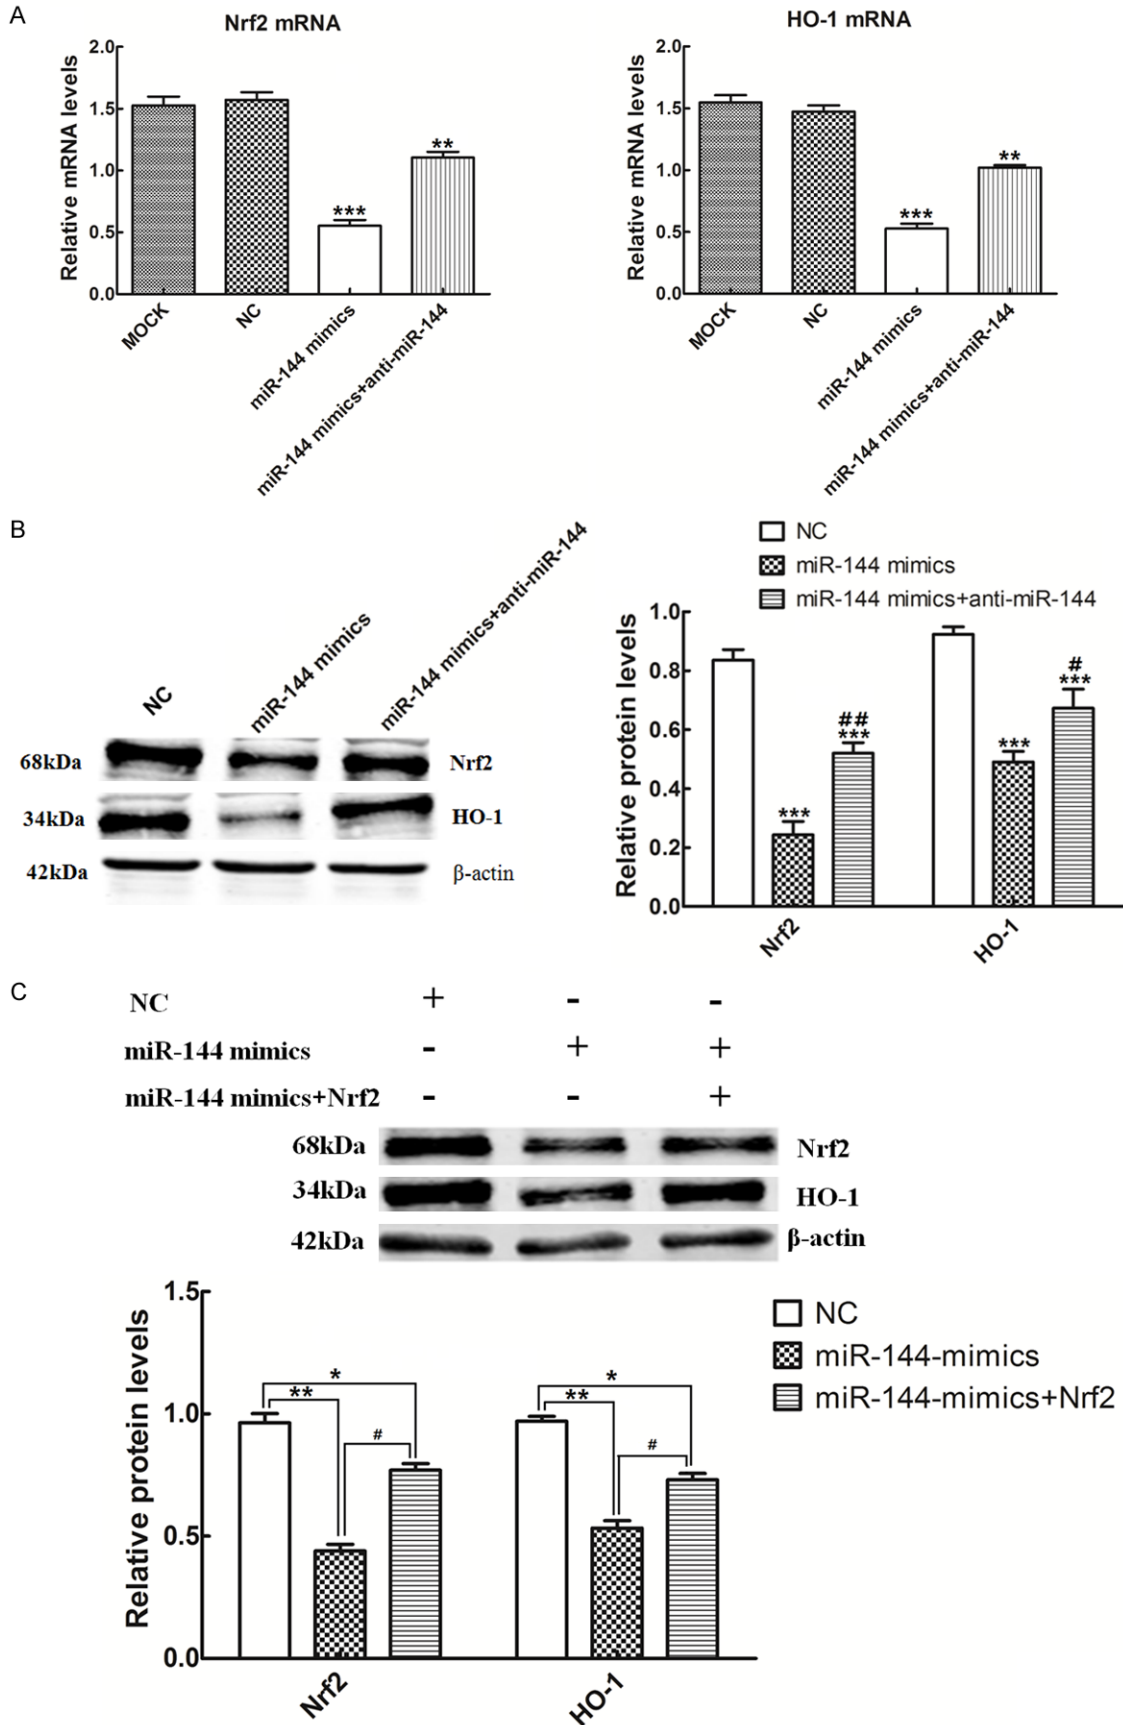 A
Nrf2 mRNA
Relative mRNA levels
2.0
1.5
1.0
0.5
0.0
***
**
MOCK
NC
miR-144 mimics
miR-144 mimics+anti-miR-144
HO-1 mRNA
Relative mRNA levels
2.0
1.5
1.0
0.5
0.0
***
**
MOCK
NC
miR-144 mimics
miR-144 mimics+anti-miR-144
B
NC
miR-144 mimics
miR-144 mimics+anti-miR-144
68kDa
Nrf2
34kDa
HO-1
42kDa
β-actin
NC
miR-144 mimics
miR-144 mimics+anti-miR-144
Relative protein levels
1.0
0.8
0.6
0.4
0.2
0.0
***
##
***
***
#
***
Nrf2
HO-1
C
NC + - -
miR-144 mimics - + +
miR-144 mimics+Nrf2 - - +
68kDa
Nrf2
34kDa
HO-1
42kDa
β-actin
Relative protein levels
1.5
1.0
0.5
0.0
*
**
#
*
**
#
Nrf2
HO-1
NC
miR-144-mimics
miR-144-mimics+Nrf2